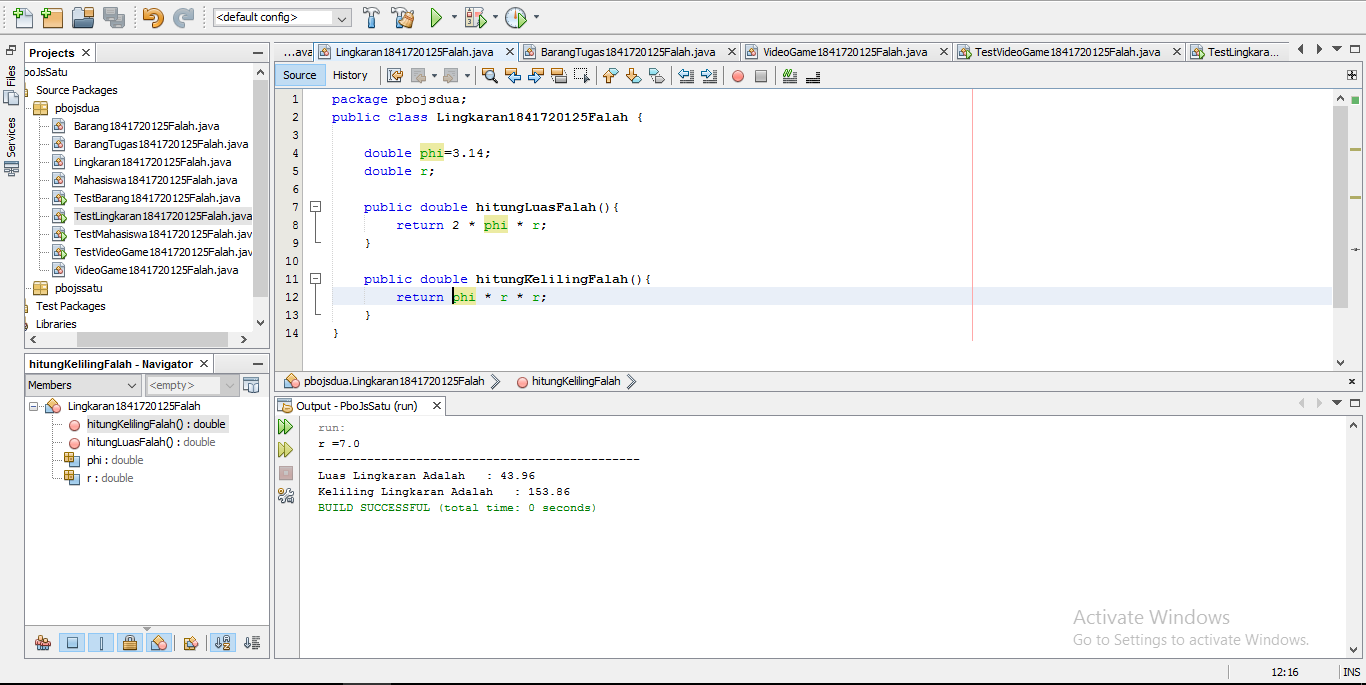 <default config>
Projects
...ava
Lingkaran1841720125Falah.java
BarangTugas1841720125Falah.java
VideoGame1841720125Falah.java
TestVideoGame1841720125Falah.java
TestLingkara...
Files
Services
oJsSatu
Source Packages
pbojsdua
Barang1841720125Falah.java
BarangTugas1841720125Falah.java
Lingkaran1841720125Falah.java
Mahasiswa1841720125Falah.java
TestBarang1841720125Falah.java
TestLingkaran1841720125Falah.java
TestMahasiswa1841720125Falah.jav
TestVideoGame1841720125Falah.jav
VideoGame1841720125Falah.java
pbojssatu
Test Packages
Libraries
Source History
1 package pbojsdua;
2 public class Lingkaran1841720125Falah {
3
4 double phi=3.14;
5 double r;
6
7 public double hitungLuasFalah(){
8 return 2 * phi * r;
9 }
10
11 public double hitungKelilingFalah(){
12 return phi * r * r;
13 }
14 }
pbojsdua.Lingkaran1841720125Falah
hitungKelilingFalah
hitungKelilingFalah - Navigator
Members
<empty>
Lingkaran1841720125Falah
hitungKelilingFalah() : double
hitungLuasFalah() : double
phi : double
r : double
Output - PboJsSatu (run)
run:
r =7.0
----------------------------------------------
Luas Lingkaran Adalah : 43.96
Keliling Lingkaran Adalah : 153.86
BUILD SUCCESSFUL (total time: 0 seconds)
Activate Windows
Go to Settings to activate Windows.
12:16
INS